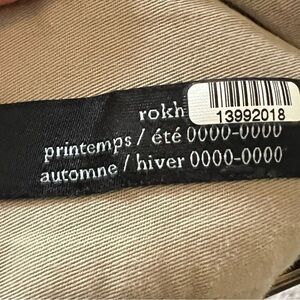 rokh
13992018
printemps / été 0000-0000
automne / hiver 0000-0000